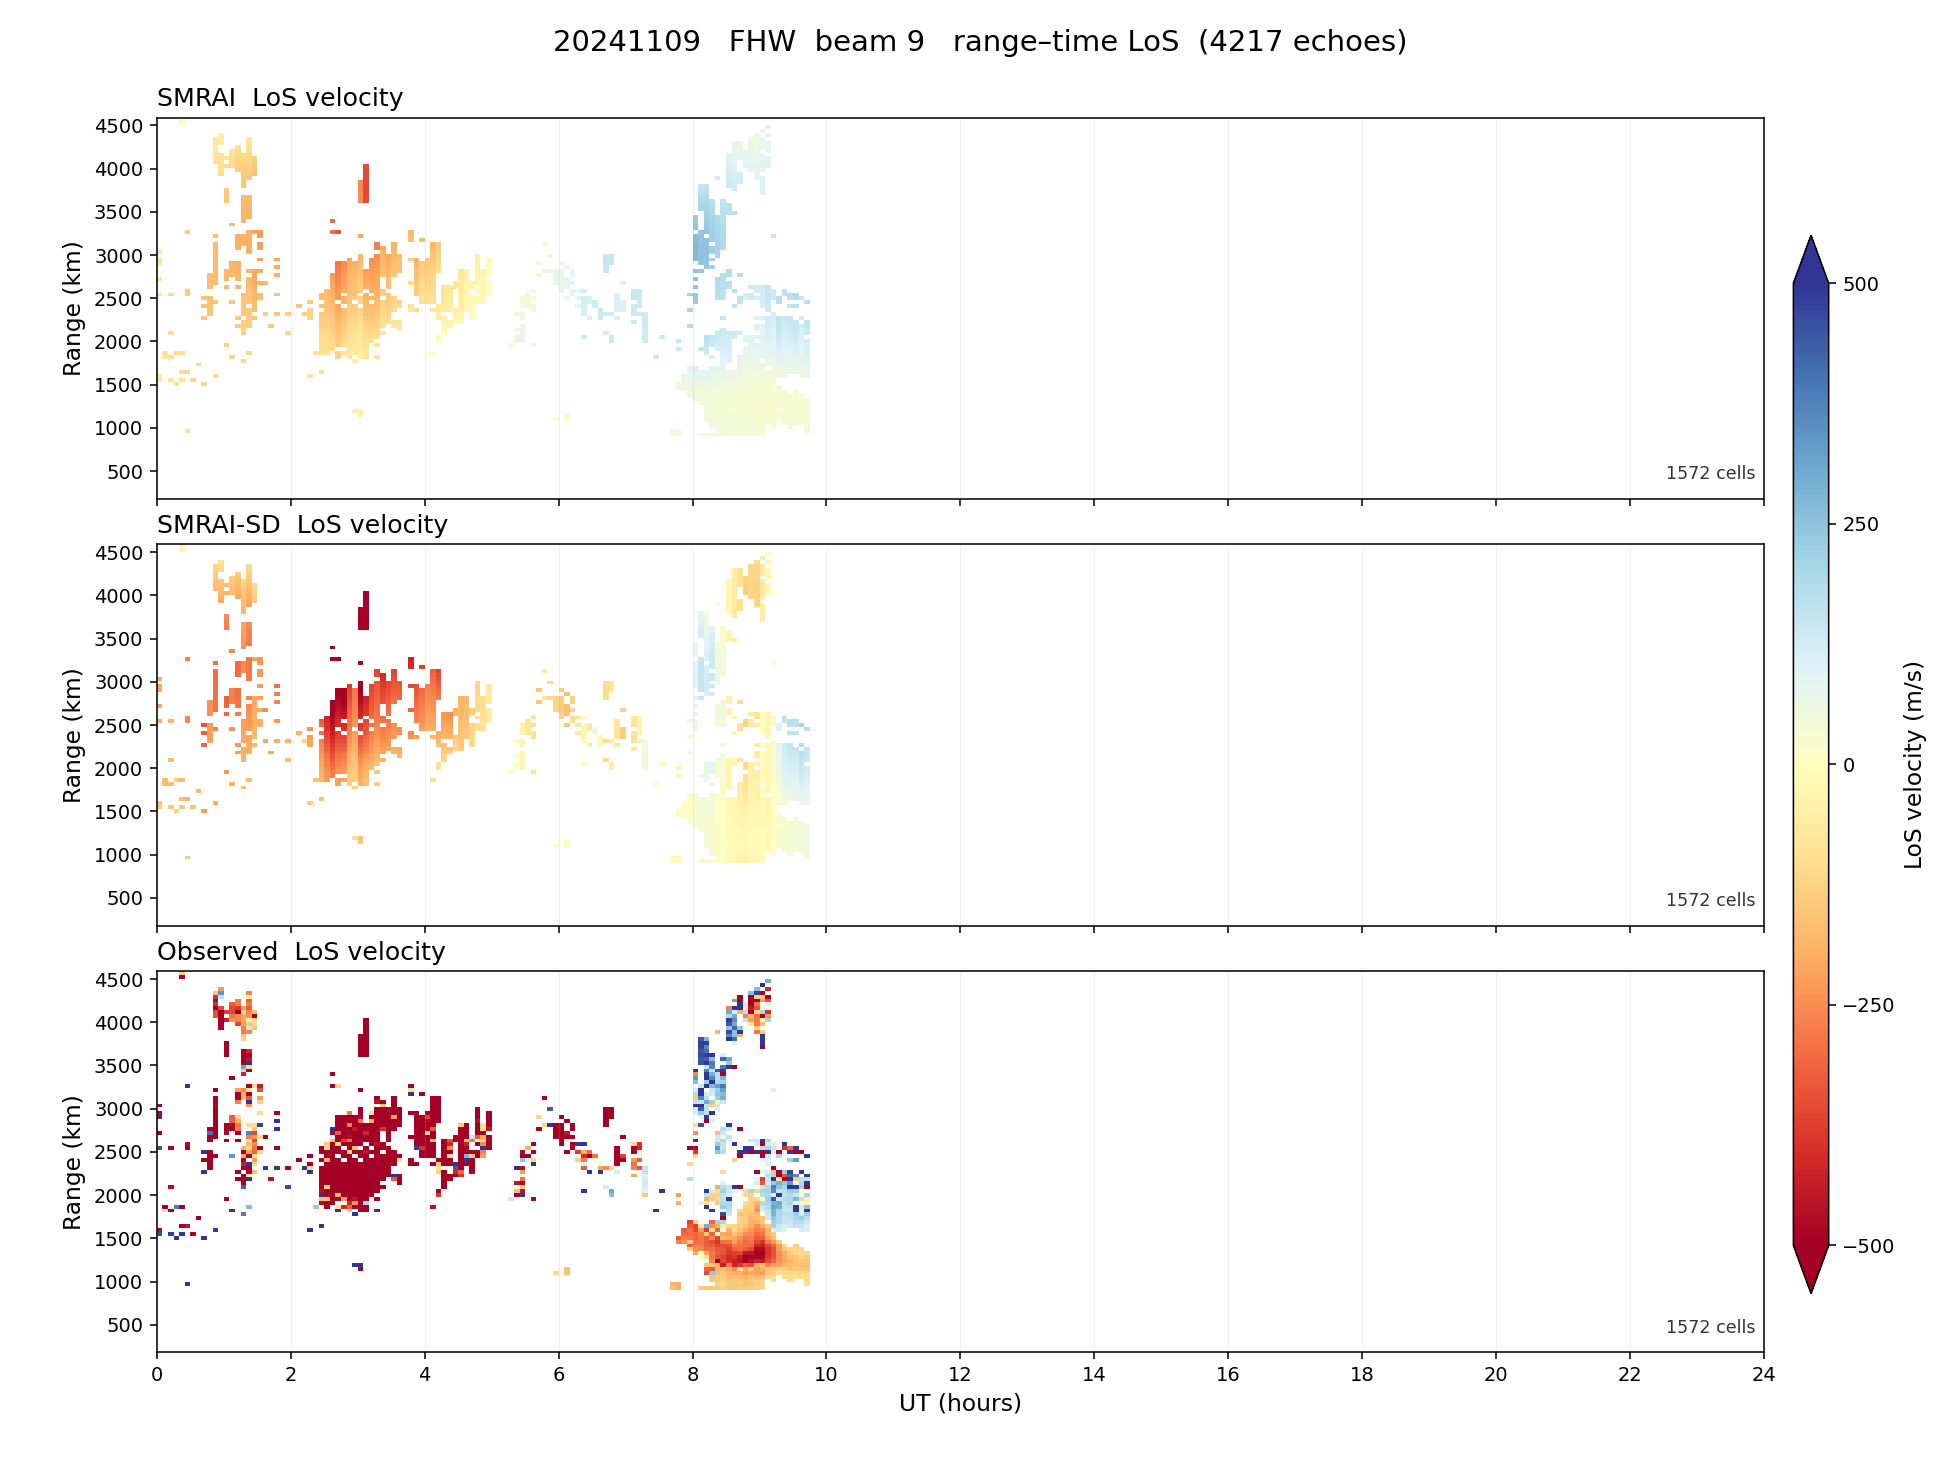 20241109   FHW  beam 9   range–time LoS  (4217 echoes)
SMRAI  LoS velocity
4500
4000
3500
3000
2500
2000
1500
1000
500
Range (km)
1572 cells
SMRAI-SD  LoS velocity
4500
4000
3500
3000
2500
2000
1500
1000
500
Range (km)
1572 cells
Observed  LoS velocity
4500
4000
3500
3000
2500
2000
1500
1000
500
Range (km)
1572 cells
0 2 4 6 8 10 12 14 16 18 20 22 24
UT (hours)
500
250
0
−250
−500
LoS velocity (m/s)